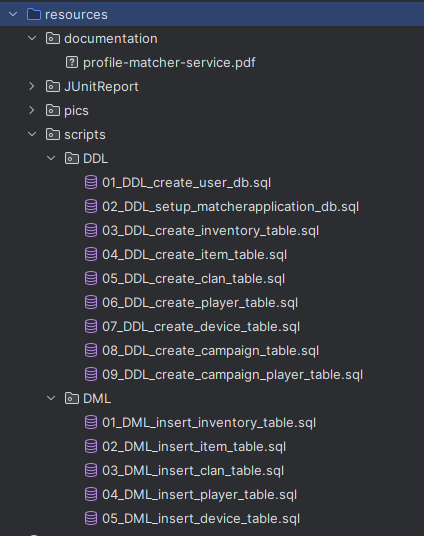 resources
documentation
profile-matcher-service.pdf
JUnitReport
pics
scripts
DDL
01_DDL_create_user_db.sql
02_DDL_setup_matcherapplication_db.sql
03_DDL_create_inventory_table.sql
04_DDL_create_item_table.sql
05_DDL_create_clan_table.sql
06_DDL_create_player_table.sql
07_DDL_create_device_table.sql
08_DDL_create_campaign_table.sql
09_DDL_create_campaign_player_table.sql
DML
01_DML_insert_inventory_table.sql
02_DML_insert_item_table.sql
03_DML_insert_clan_table.sql
04_DML_insert_player_table.sql
05_DML_insert_device_table.sql